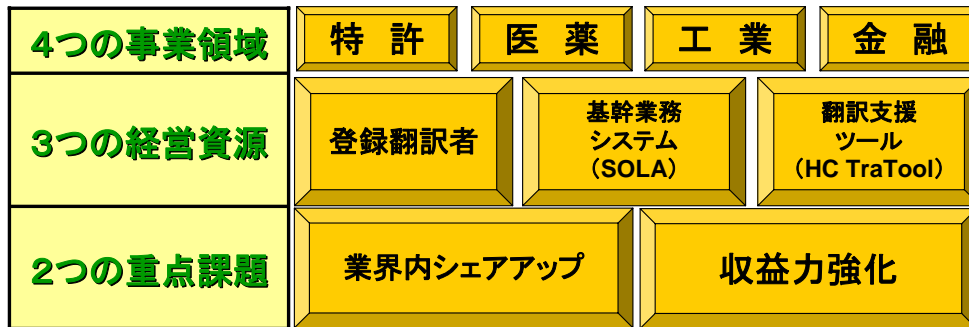 4つの事業領域
特 許
医 薬
工 業
金 融
3つの経営資源
登録翻訳者
基幹業務
システム
（SOLA）
翻訳支援
ツール
（HC TraTool）
2つの重点課題
業界内シェアアップ
収益力強化